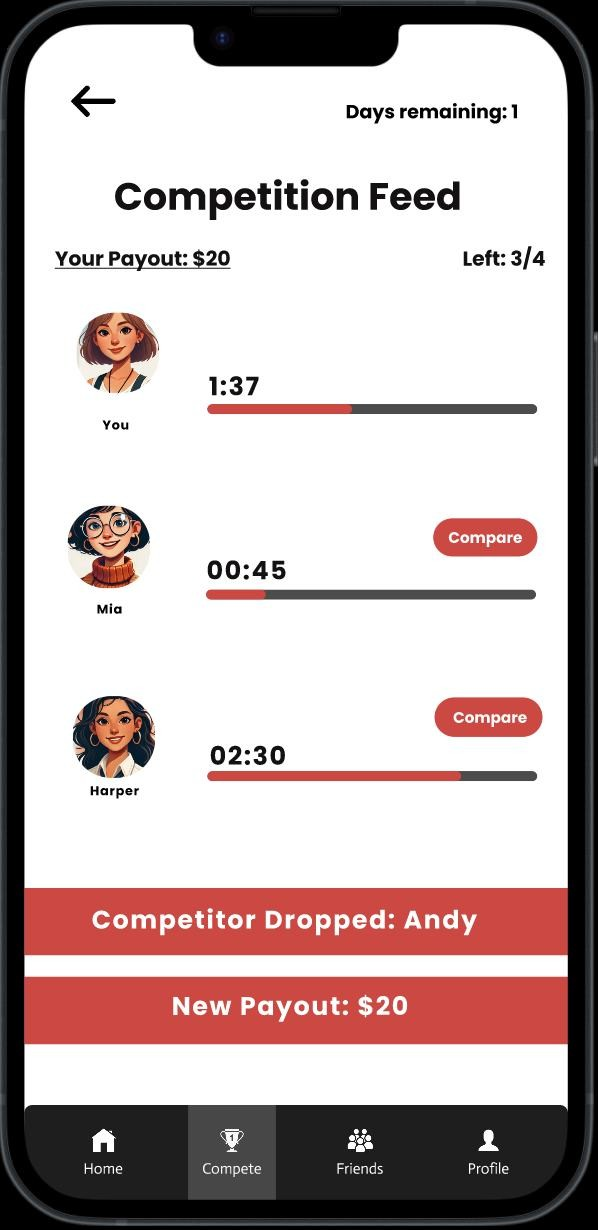 Days remaining: 1
Competition Feed
Your Payout: $20
Left: 3/4
1:37
You
Compare
00:45
Mia
Compare
02:30
Harper
Competitor Dropped: Andy
New Payout: $20
1
Home
Compete
Friends
Profile